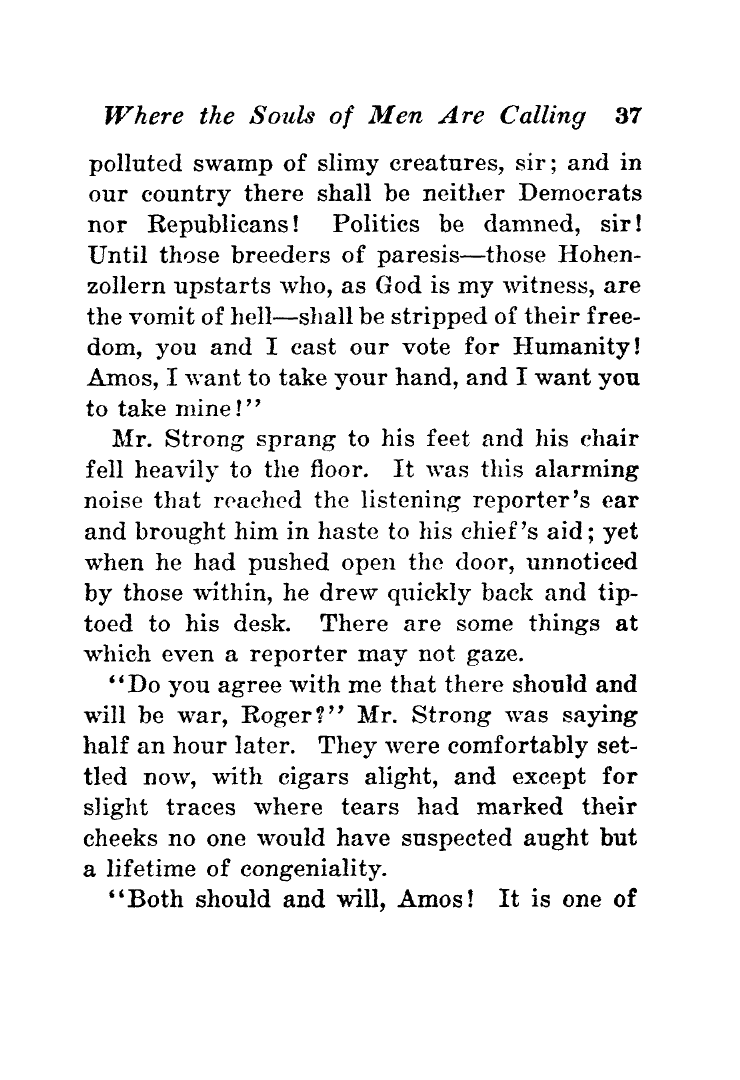 Where the Souls of Men Are Calling 37
polluted swamp of slimy creatures, sir; and in
our country there shall be neither Democrats
nor Republicans! Politics be damned, sir!
Until those breeders of paresis—those Hohen-
zollern upstarts who, as God is my witness, are
the vomit of hell—shall be stripped of their free-
dom, you and I cast our vote for Humanity!
Amos, I want to take your hand, and I want you
to take mine!''
Mr. Strong sprang to his feet and his chair
fell heavily to the floor. It was this alarming
noise that reached the listening reporter's ear
and brought him in haste to his chief's aid; yet
when he had pushed open the door, unnoticed
by those within, he drew quickly back and tip-
toed to his desk. There are some things at
which even a reporter may not gaze.
‘‘Do you agree with me that there should and
will be war, Roger?'' Mr. Strong was saying
half an hour later. They were comfortably set-
tled now, with cigars alight, and except for
slight traces where tears had marked their
cheeks no one would have suspected aught but
a lifetime of congeniality.
‘‘Both should and will, Amos! It is one of